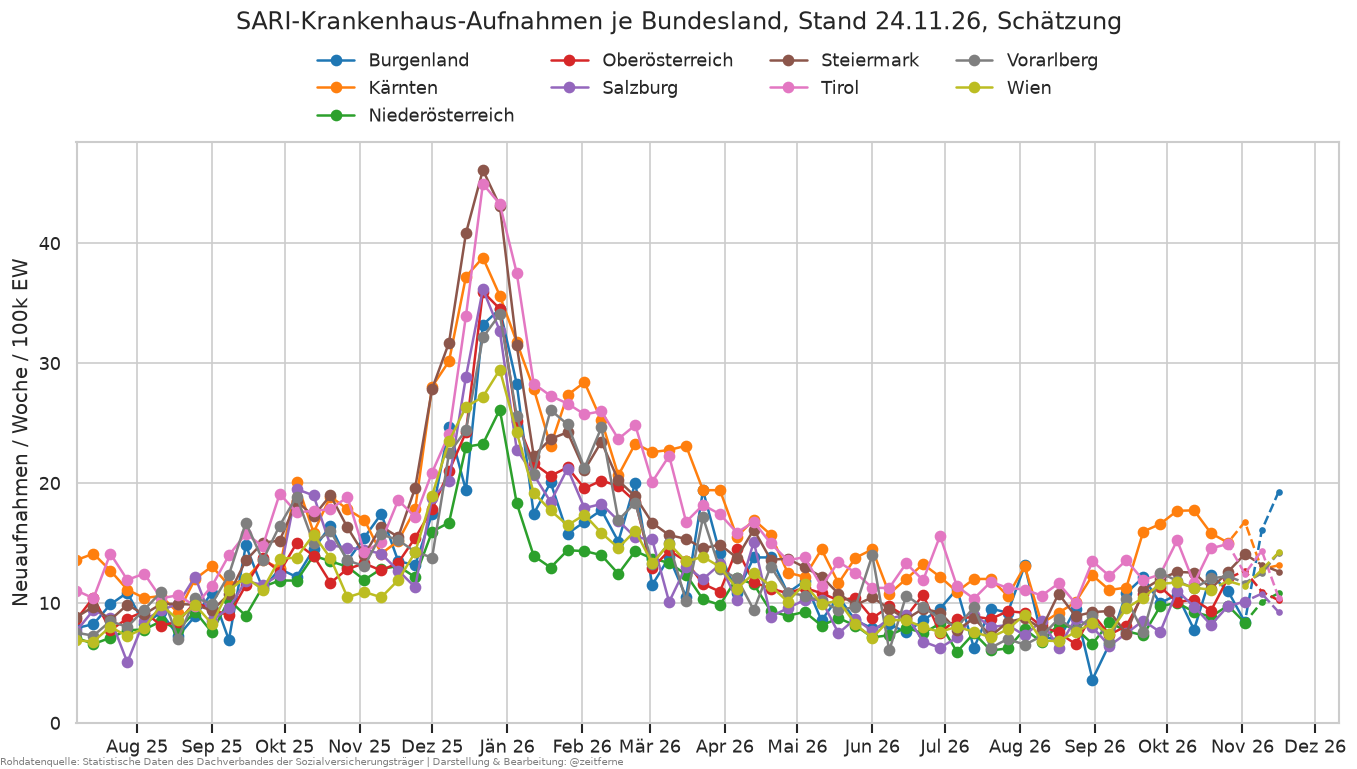 SARI-Krankenhaus-Aufnahmen je Bundesland, Stand 24.11.26, Schätzung
Burgenland Oberösterreich Steiermark Vorarlberg
Kärnten Salzburg Tirol Wien
Niederösterreich
Neuaufnahmen / Woche / 100k EW
40
30
20
10
0
Aug 25 Sep 25 Okt 25 Nov 25 Dez 25 Jän 26 Feb 26 Mär 26 Apr 26 Mai 26 Jun 26 Jul 26 Aug 26 Sep 26 Okt 26 Nov 26 Dez 26
Rohdatenquelle: Statistische Daten des Dachverbandes der Sozialversicherungsträger | Darstellung & Bearbeitung: @zeitferne